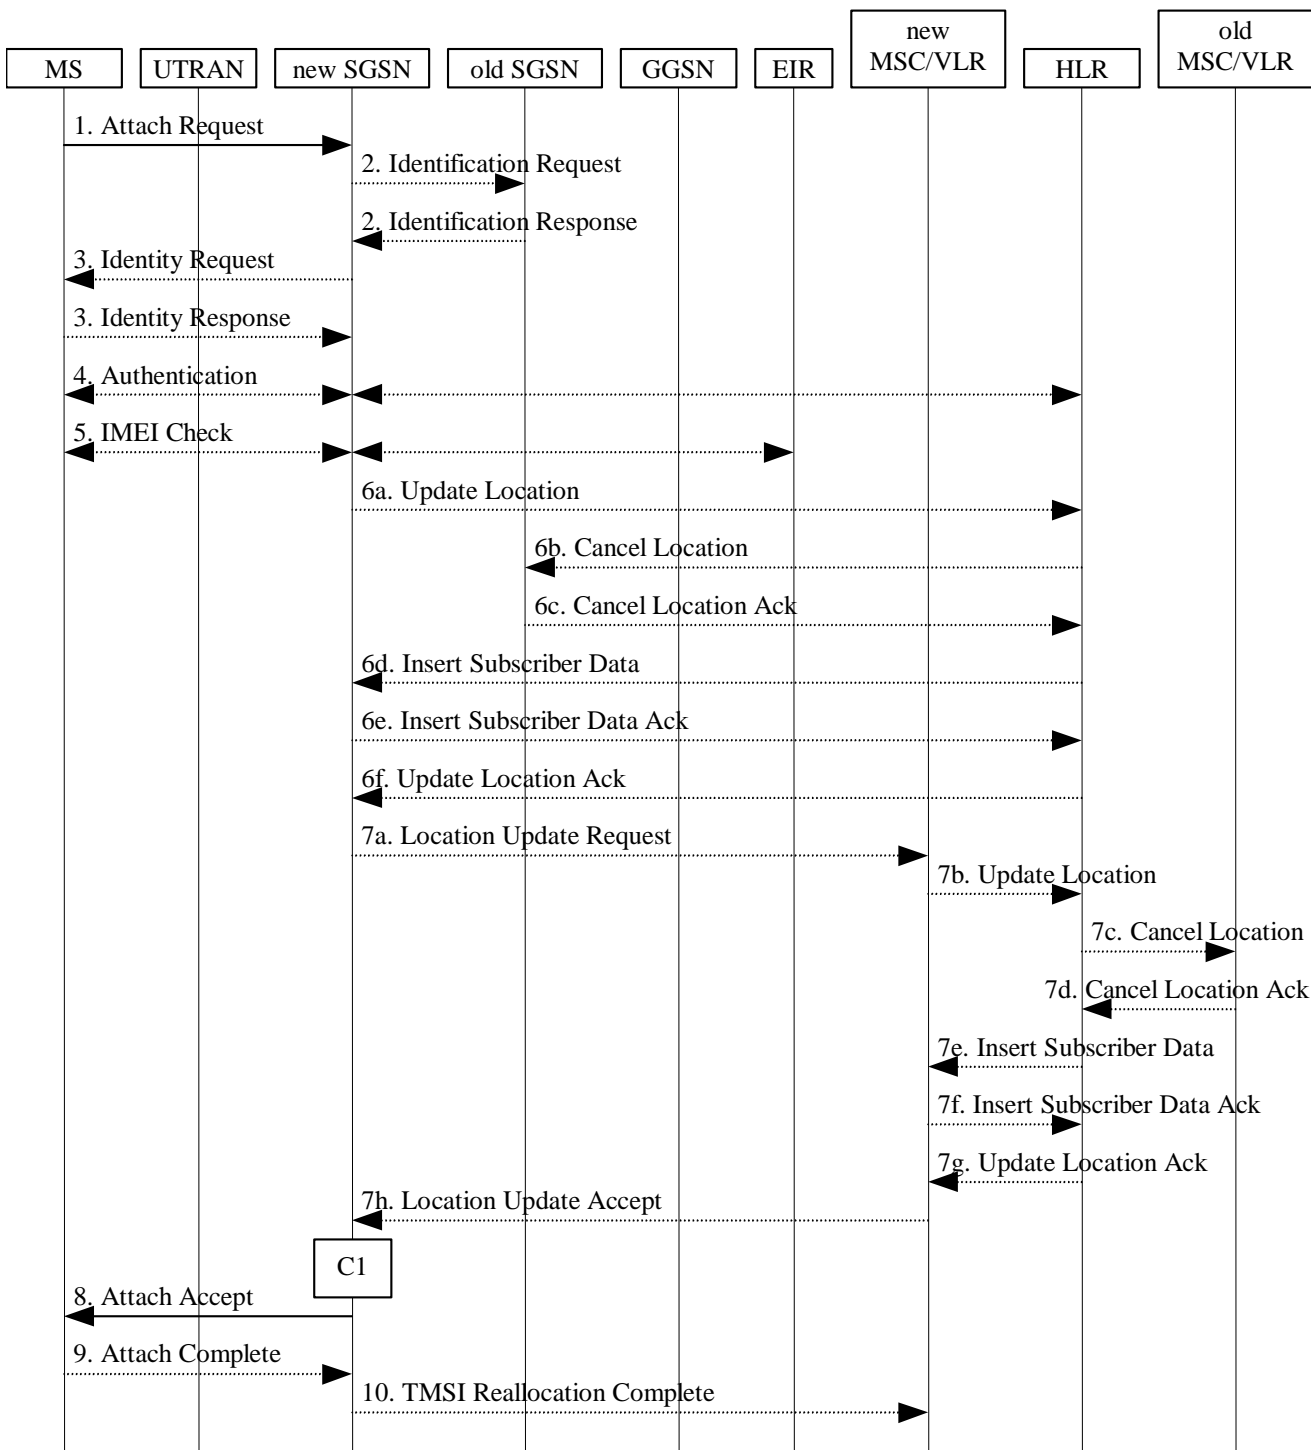 new
old
MS
UTRAN
new SGSN
old SGSN
GGSN
EIR
MSC/VLR
HLR
MSC/VLR
1. Attach Request
2. Identification Request
2. Identification Response
3. Identity Request
3. Identity Response
4. Authentication
5. IMEI Check
6a. Update Location
6b. Cancel Location
6c. Cancel Location Ack
6d. Insert Subscriber Data
6e. Insert Subscriber Data Ack
6f. Update Location Ack
7a. Location Update Request
7b. Update Location
7c. Cancel Location
7d. Cancel Location Ack
7e. Insert Subscriber Data
7f. Insert Subscriber Data Ack
7g. Update Location Ack
7h. Location Update Accept
C1
8. Attach Accept
9. Attach Complete
10. TMSI Reallocation Complete